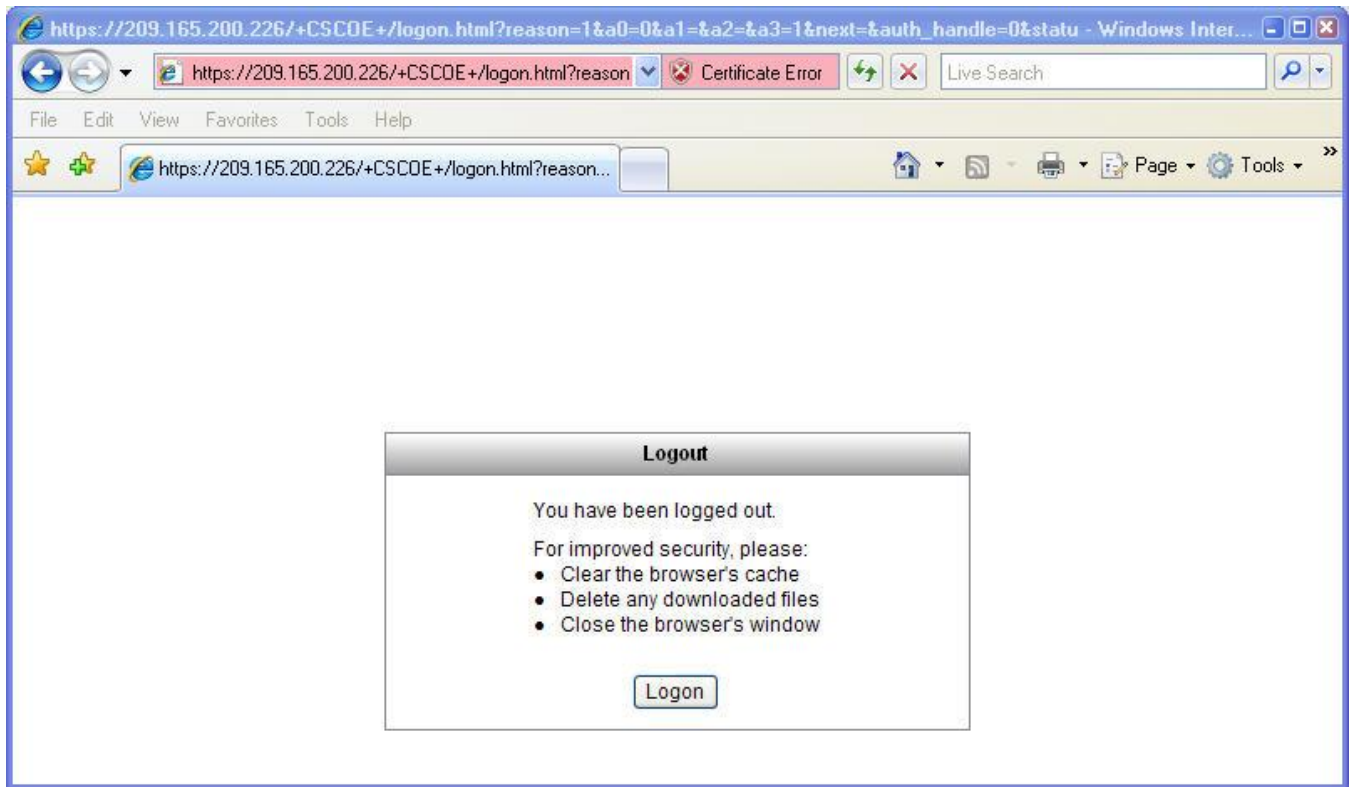 https://209.165.200.226/+CSCOE+/logon.html?reason=1&a0=0&a1=&a2=&a3=1&next=&auth_handle=0&statu - Windows Inter...
https://209.165.200.226/+CSCOE+/logon.html?reason Certificate Error Live Search
File Edit View Favorites Tools Help
https://209.165.200.226/+CSCOE+/logon.html?reason... Page Tools »
Logout
You have been logged out.
For improved security, please:
• Clear the browser's cache
• Delete any downloaded files
• Close the browser's window
Logon